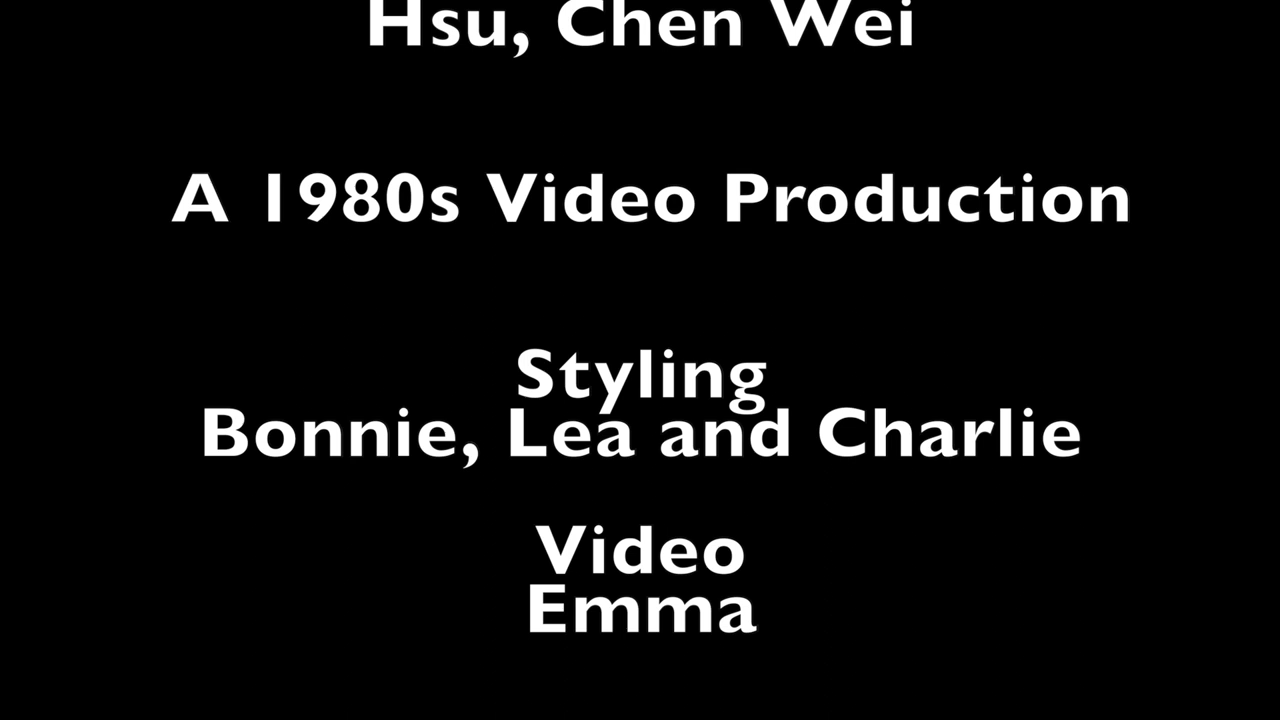 Hsu, Chen Wei
A 1980s Video Production
Styling
Bonnie, Lea and Charlie
Video
Emma